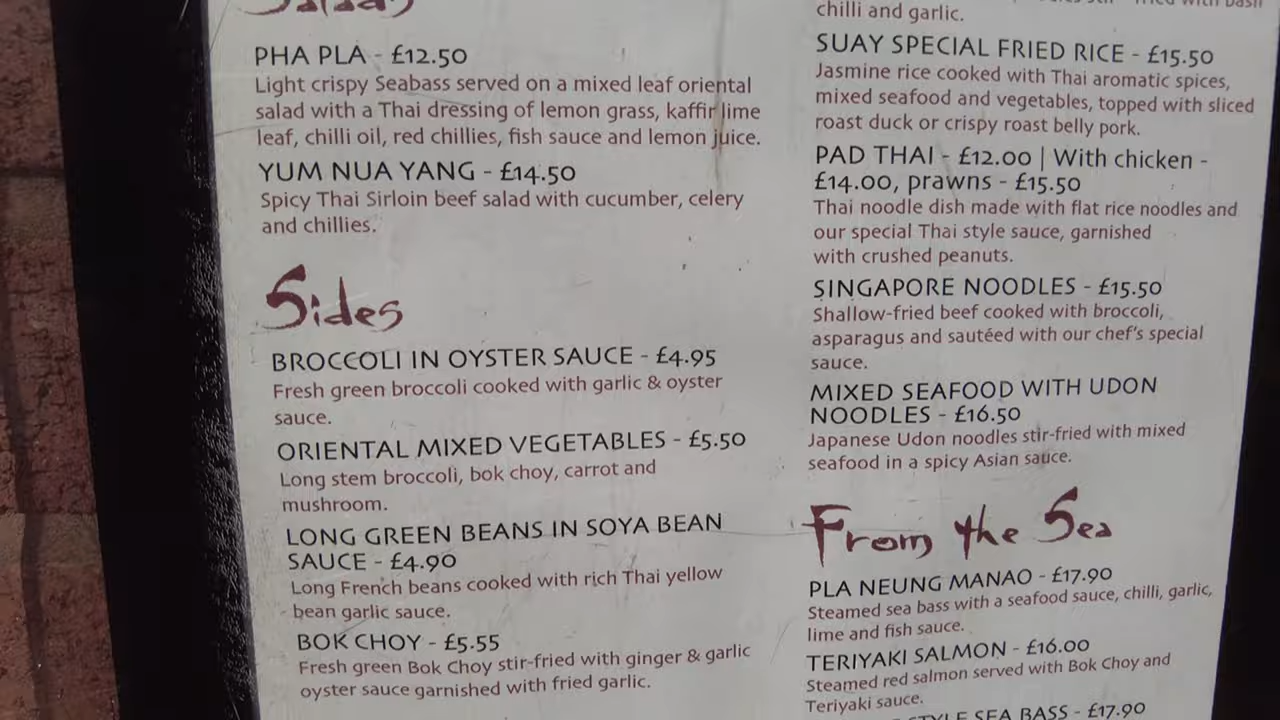 Salads
PHA PLA - £12.50
Light crispy Seabass served on a mixed leaf oriental
salad with a Thai dressing of lemon grass, kaffir lime
leaf, chilli oil, red chillies, fish sauce and lemon juice.
YUM NUA YANG - £14.50
Spicy Thai Sirloin beef salad with cucumber, celery
and chillies.
Sides
BROCCOLI IN OYSTER SAUCE - £4.95
Fresh green broccoli cooked with garlic & oyster
sauce.
ORIENTAL MIXED VEGETABLES - £5.50
Long stem broccoli, bok choy, carrot and
mushroom.
LONG GREEN BEANS IN SOYA BEAN
SAUCE - £4.90
Long French beans cooked with rich Thai yellow
bean garlic sauce.
BOK CHOY - £5.55
Fresh green Bok Choy stir-fried with ginger & garlic
oyster sauce garnished with fried garlic.
fried with basil
chilli and garlic.
SUAY SPECIAL FRIED RICE - £15.50
Jasmine rice cooked with Thai aromatic spices,
mixed seafood and vegetables, topped with sliced
roast duck or crispy roast belly pork.
PAD THAI - £12.00 | With chicken -
£14.00, prawns - £15.50
Thai noodle dish made with flat rice noodles and
our special Thai style sauce, garnished
with crushed peanuts.
SINGAPORE NOODLES - £15.50
Shallow-fried beef cooked with broccoli,
asparagus and sautéed with our chef's special
sauce.
MIXED SEAFOOD WITH UDON
NOODLES - £16.50
Japanese Udon noodles stir-fried with mixed
seafood in a spicy Asian sauce.
From the Sea
PLA NEUNG MANAO - £17.90
Steamed sea bass with a seafood sauce, chilli, garlic,
lime and fish sauce.
TERIYAKI SALMON - £16.00
Steamed red salmon served with Bok Choy and
Teriyaki sauce.
STYLE SEA BASS - £17.90